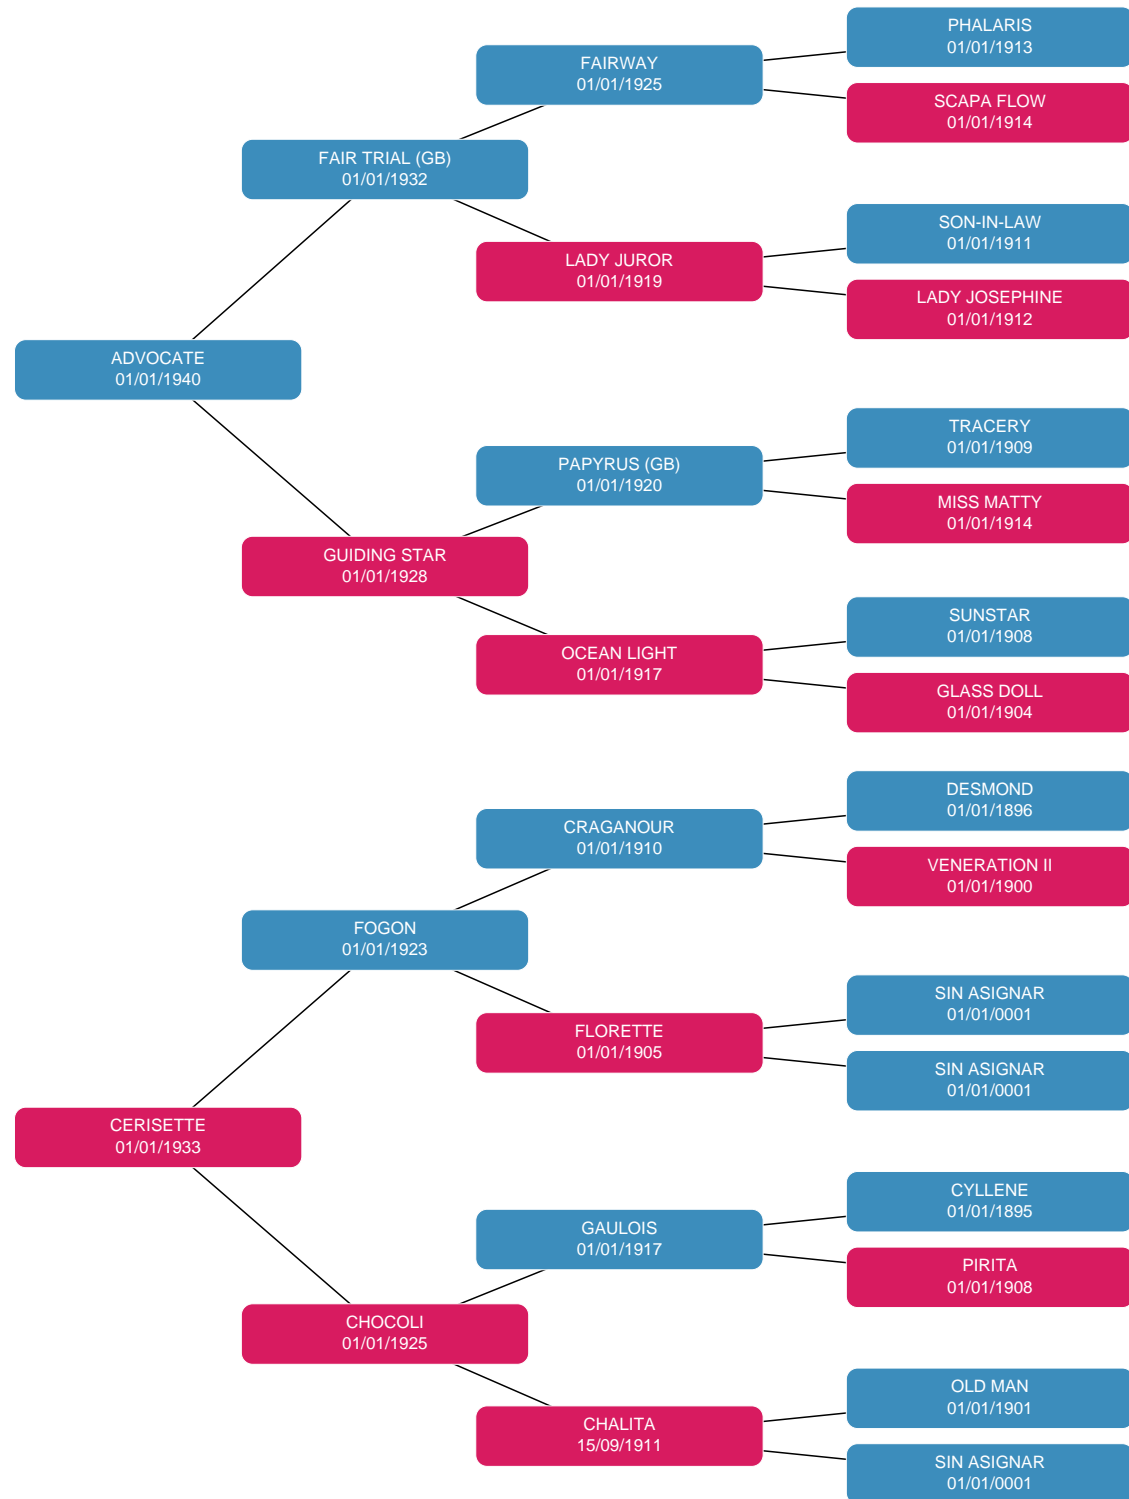 PHALARIS
01/01/1913
FAIRWAY
01/01/1925
SCAPA FLOW
01/01/1914
FAIR TRIAL (GB)
01/01/1932
SON-IN-LAW
01/01/1911
LADY JUROR
01/01/1919
LADY JOSEPHINE
01/01/1912
ADVOCATE
01/01/1940
TRACERY
01/01/1909
PAPYRUS (GB)
01/01/1920
MISS MATTY
01/01/1914
GUIDING STAR
01/01/1928
SUNSTAR
01/01/1908
OCEAN LIGHT
01/01/1917
GLASS DOLL
01/01/1904
DESMOND
01/01/1896
CRAGANOUR
01/01/1910
VENERATION II
01/01/1900
FOGON
01/01/1923
SIN ASIGNAR
01/01/0001
FLORETTE
01/01/1905
SIN ASIGNAR
01/01/0001
CERISETTE
01/01/1933
CYLLENE
01/01/1895
GAULOIS
01/01/1917
PIRITA
01/01/1908
CHOCOLI
01/01/1925
OLD MAN
01/01/1901
CHALITA
15/09/1911
SIN ASIGNAR
01/01/0001